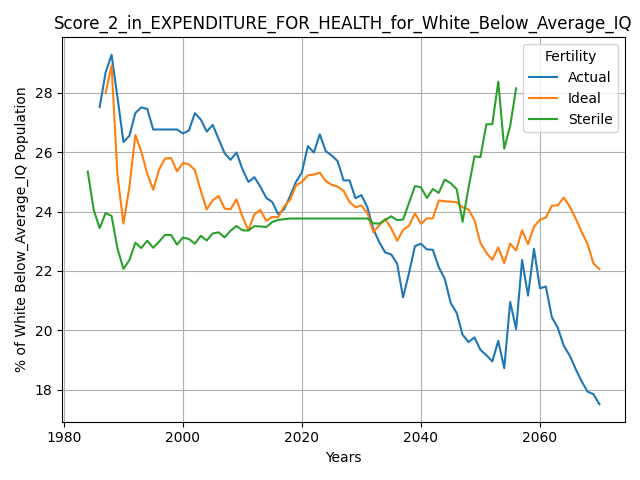 Score_2_in_EXPENDITURE_FOR_HEALTH_for_White_Below_Average_IQ
% of White Below_Average_IQ Population
28
26
24
22
20
18
Fertility
Actual
Ideal
Sterile
1980
2000
2020
2040
2060
Years